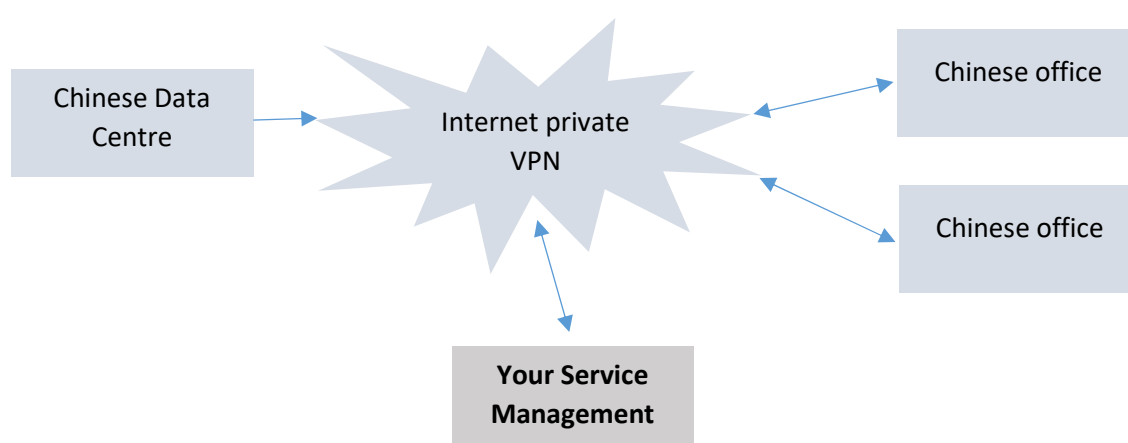 Chinese Data
Centre
Internet private
VPN
Chinese office
Chinese office
Your Service
Management